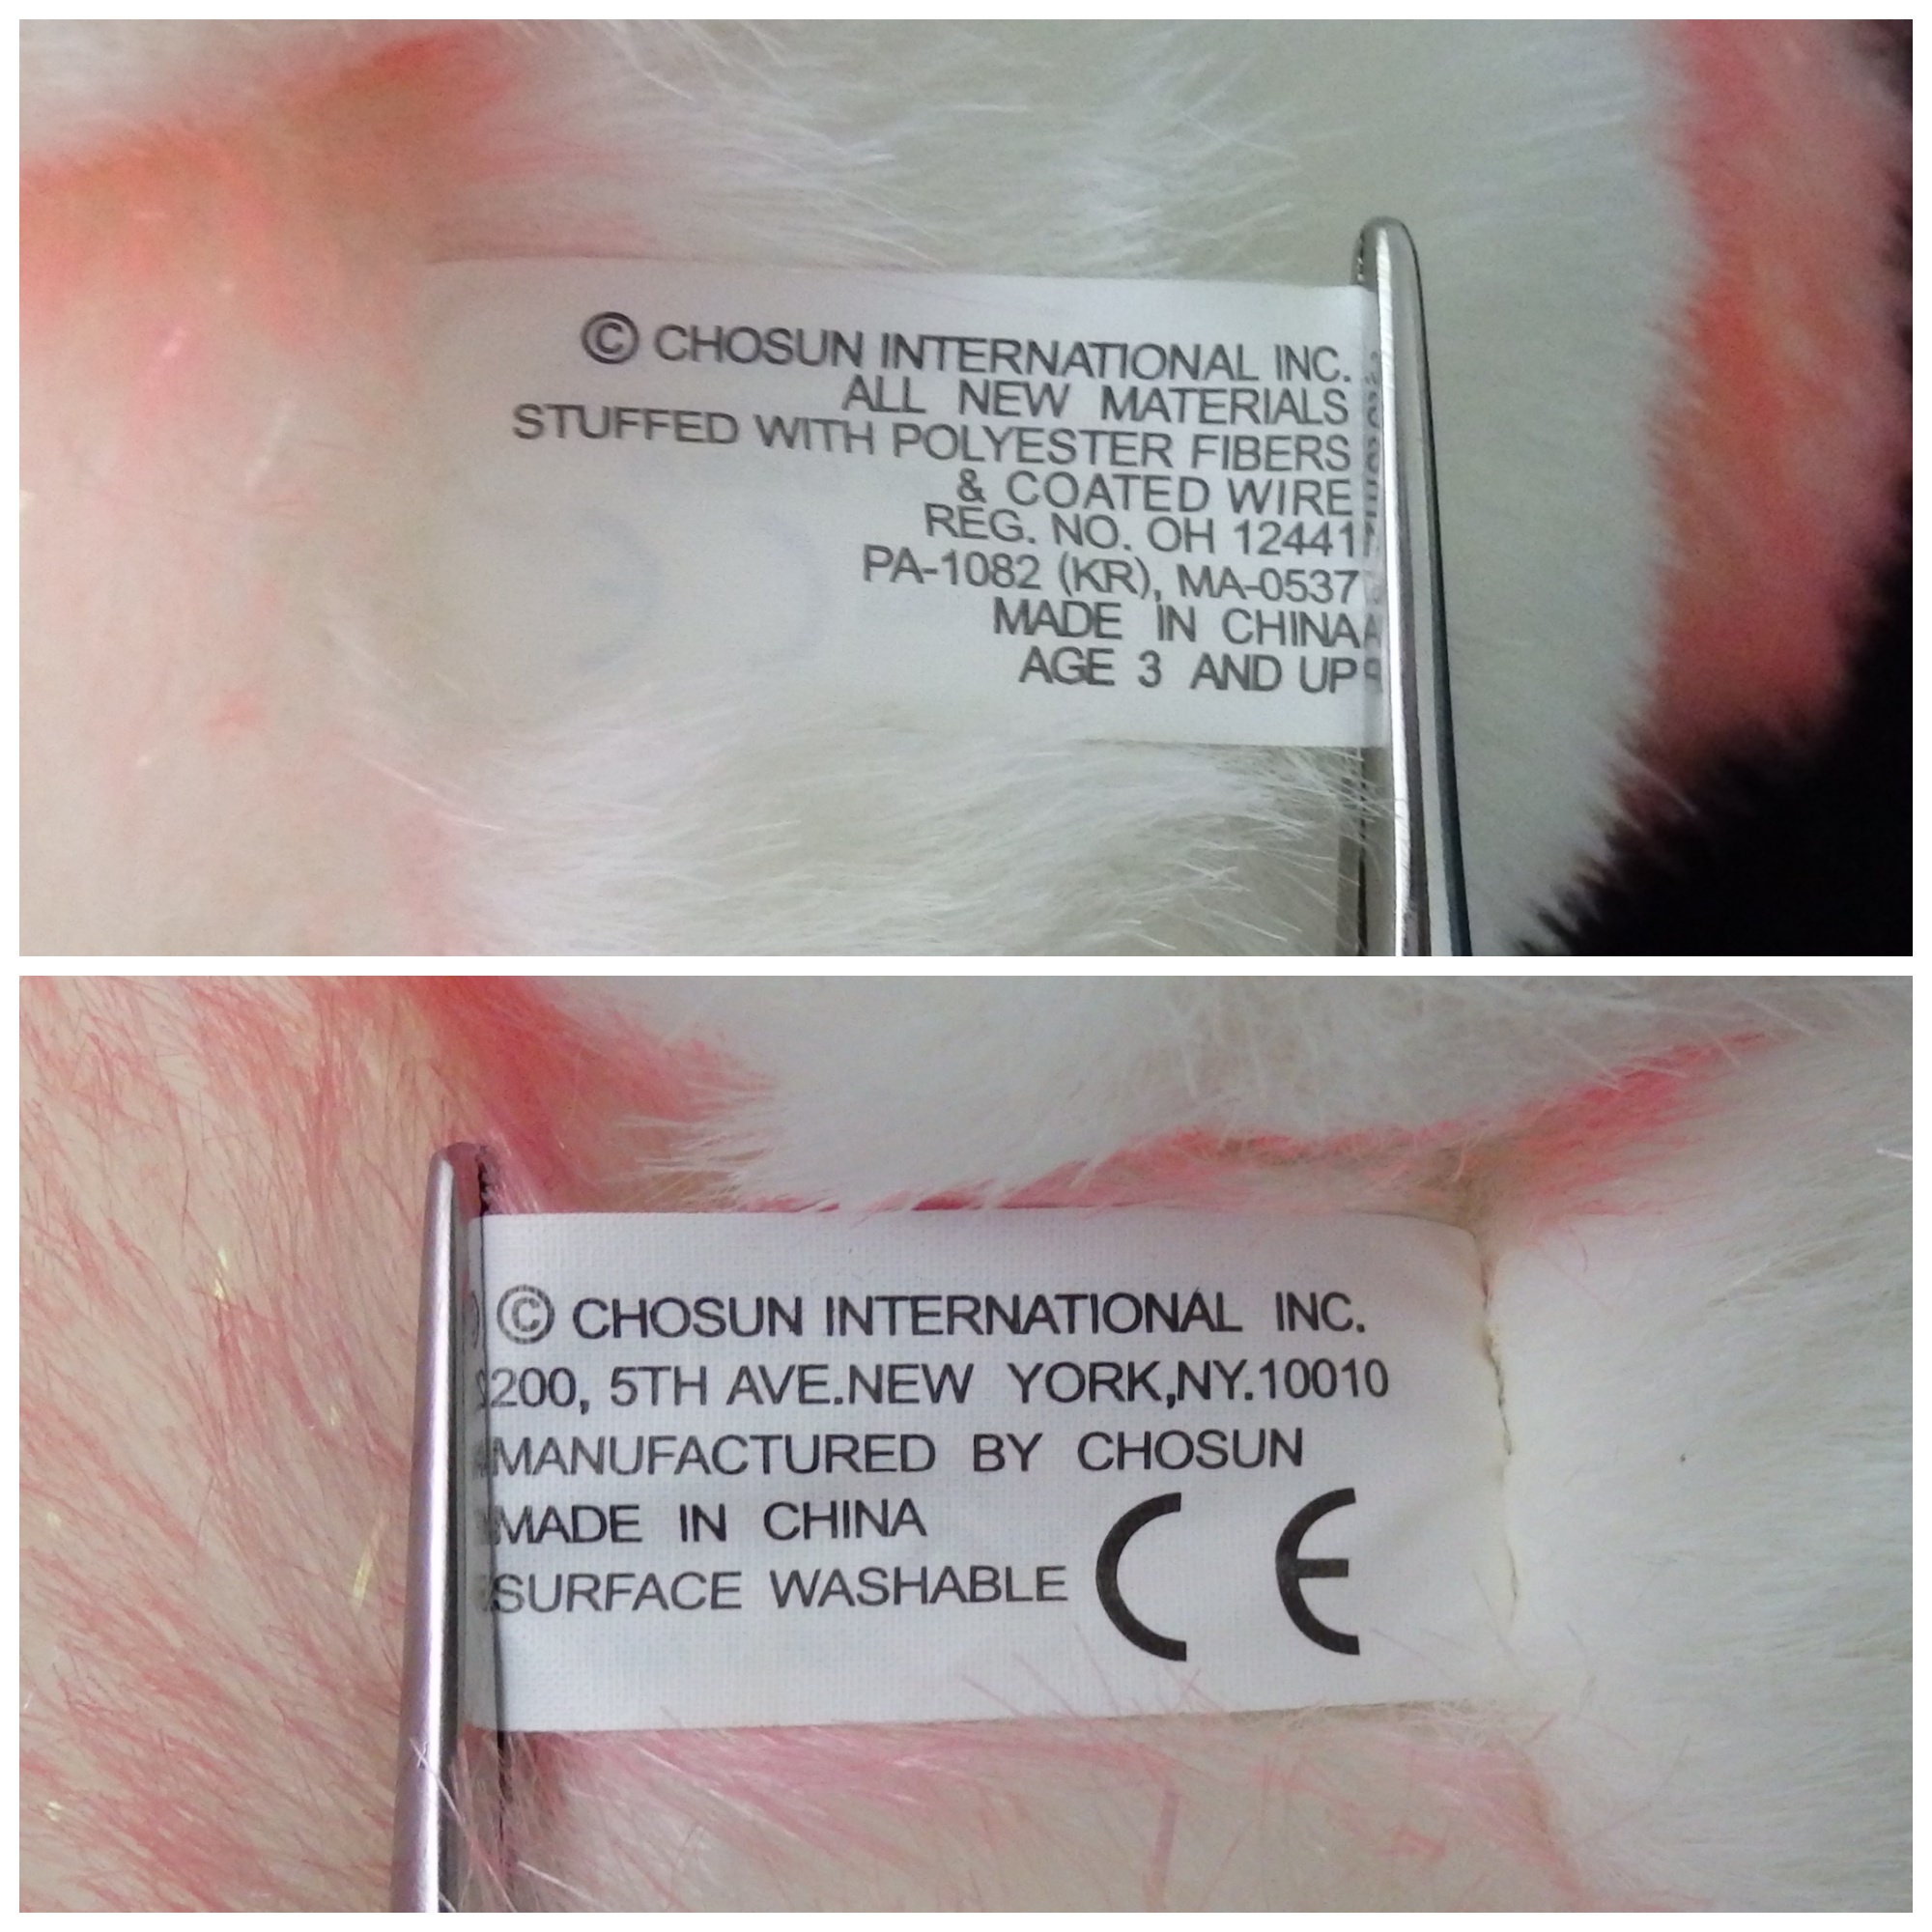 © CHOSUN INTERNATIONAL INC.
ALL NEW MATERIALS
STUFFED WITH POLYESTER FIBERS
& COATED WIRE
REG. NO. OH 12441
PA-1082 (KR), MA-0537
MADE IN CHINA
AGE 3 AND UP
© CHOSUN INTERNATIONAL INC.
200, 5TH AVE.NEW YORK,NY.10010
MANUFACTURED BY CHOSUN
MADE IN CHINA
SURFACE WASHABLE CE